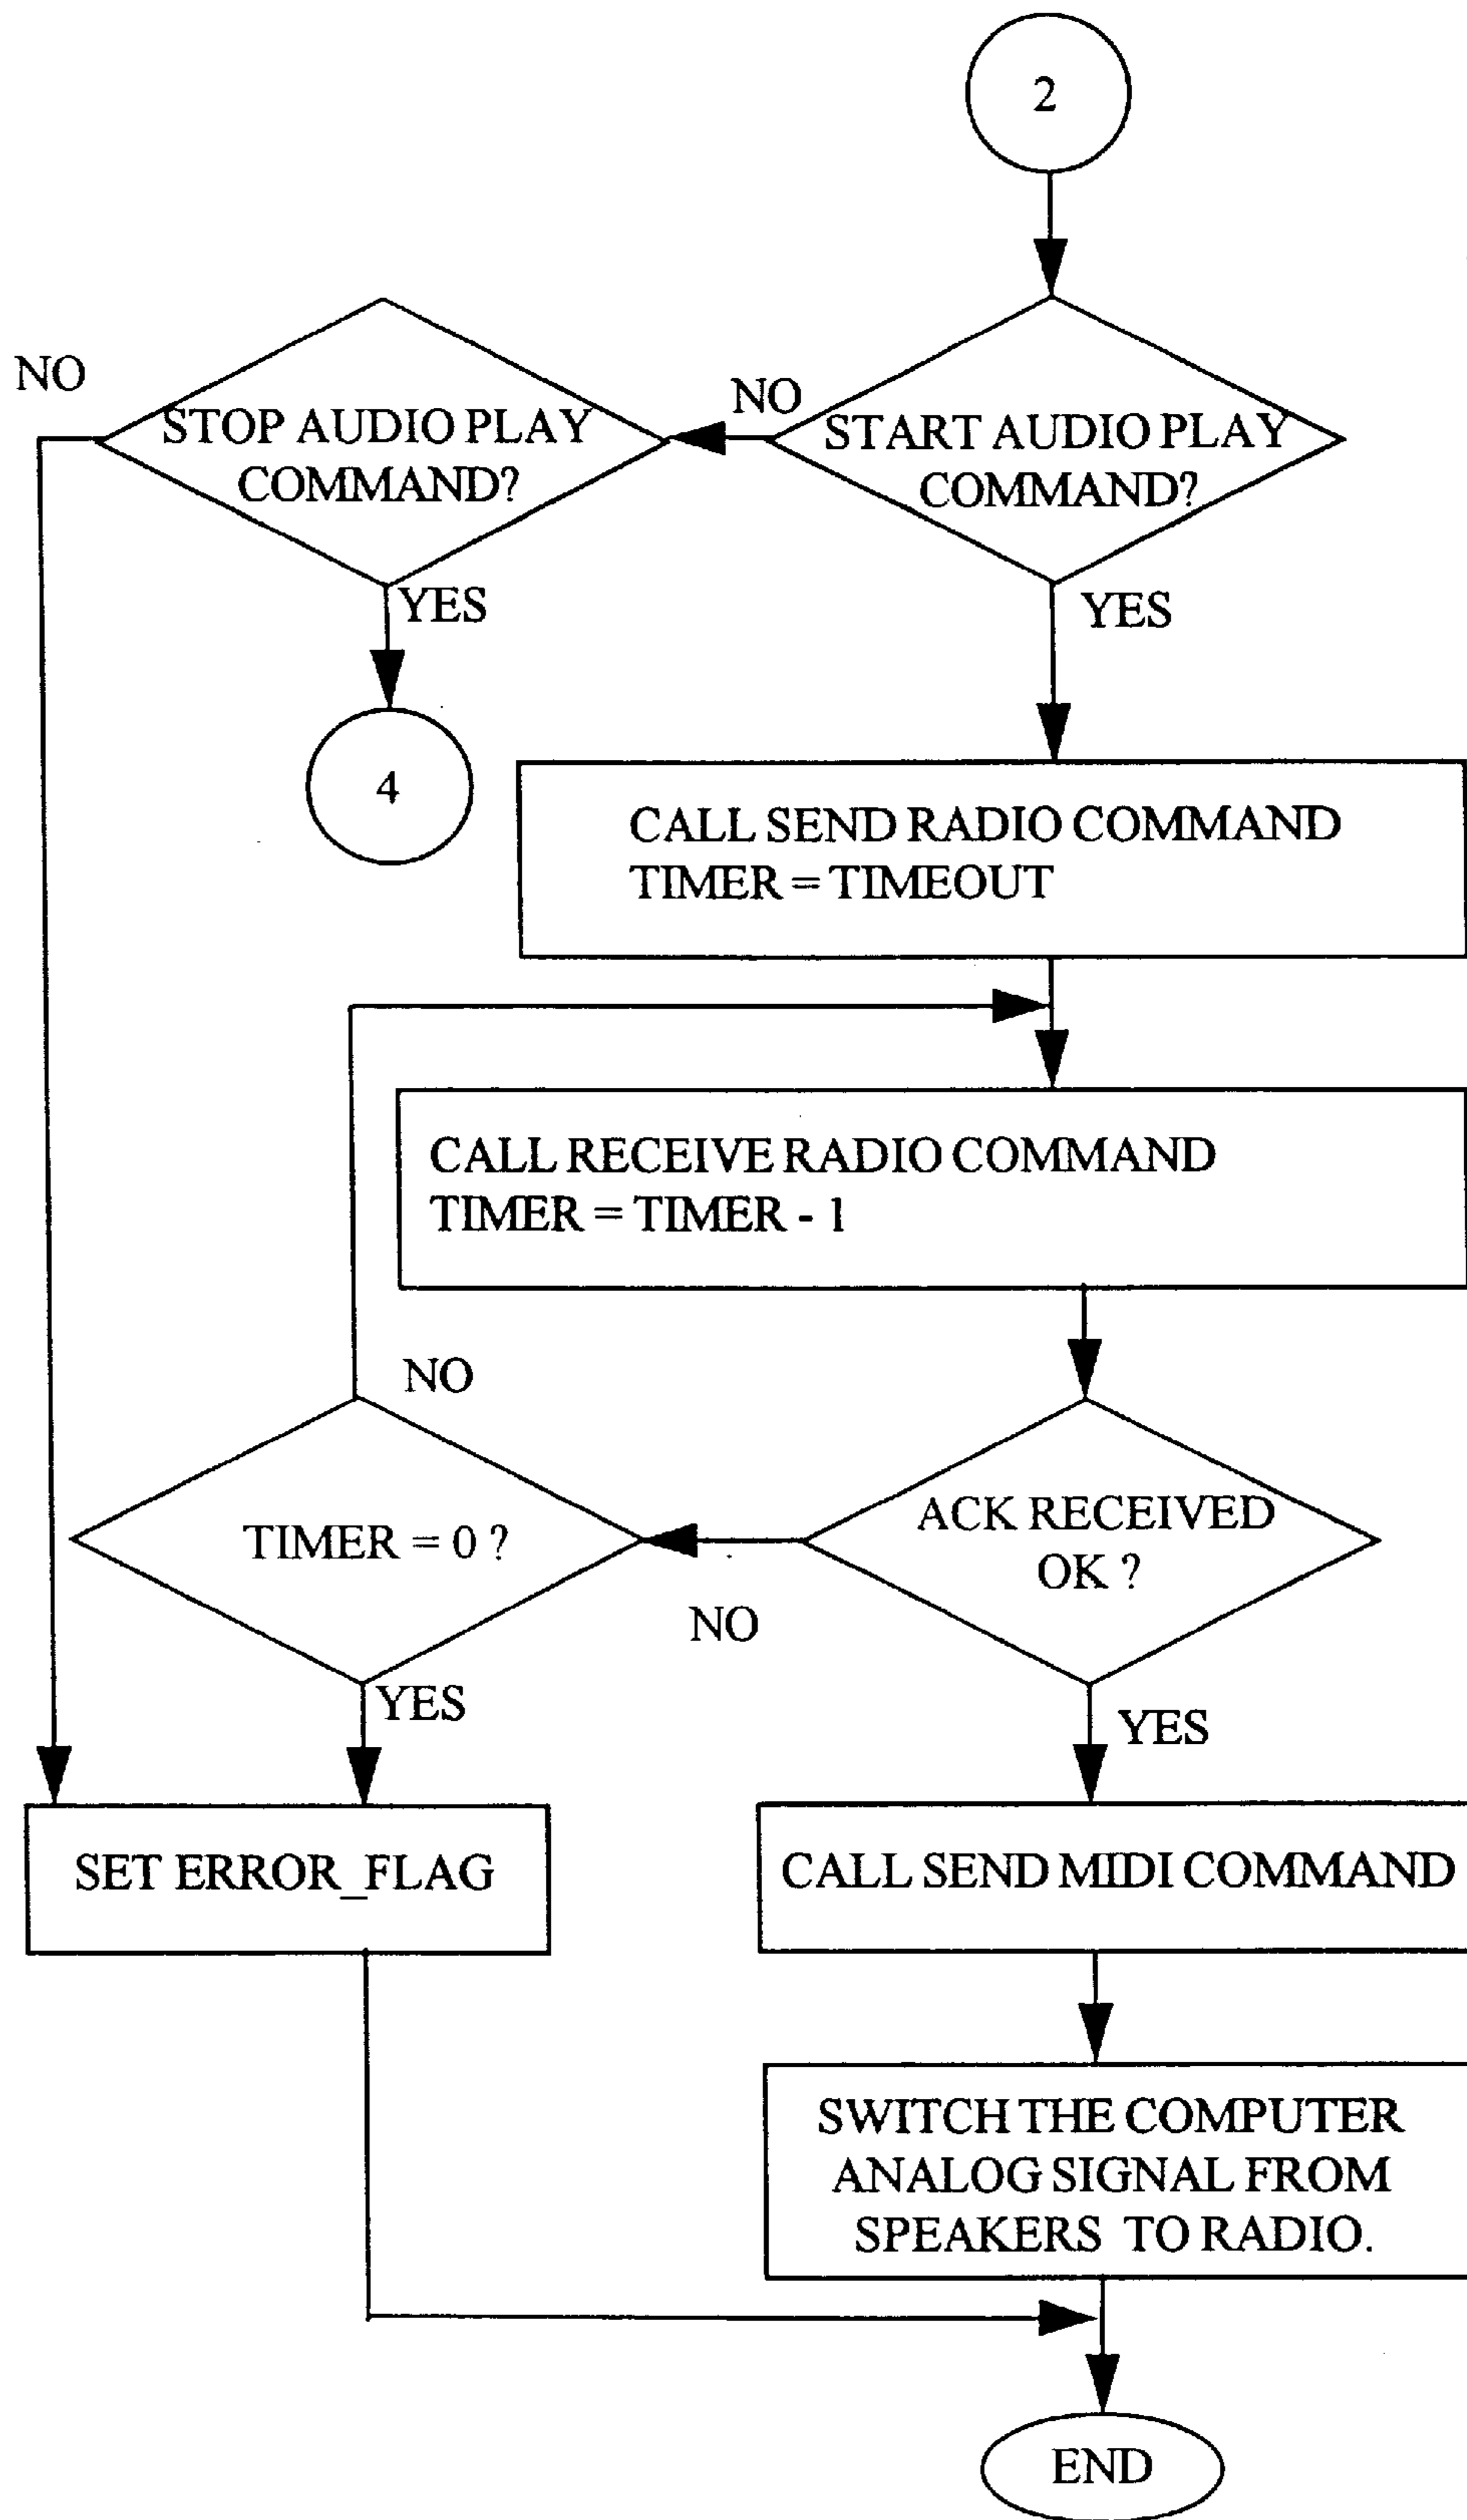 2
NO
STOP AUDIO PLAY
COMMAND?
NO
START AUDIO PLAY
COMMAND?
YES
YES
4
CALL SEND RADIO COMMAND
TIMER = TIMEOUT
CALL RECEIVE RADIO COMMAND
TIMER = TIMER - 1
NO
TIMER = 0 ?
ACK RECEIVED
OK ?
NO
YES
YES
SET ERROR_FLAG
CALL SEND MIDI COMMAND
SWITCH THE COMPUTER
ANALOG SIGNAL FROM
SPEAKERS TO RADIO.
END